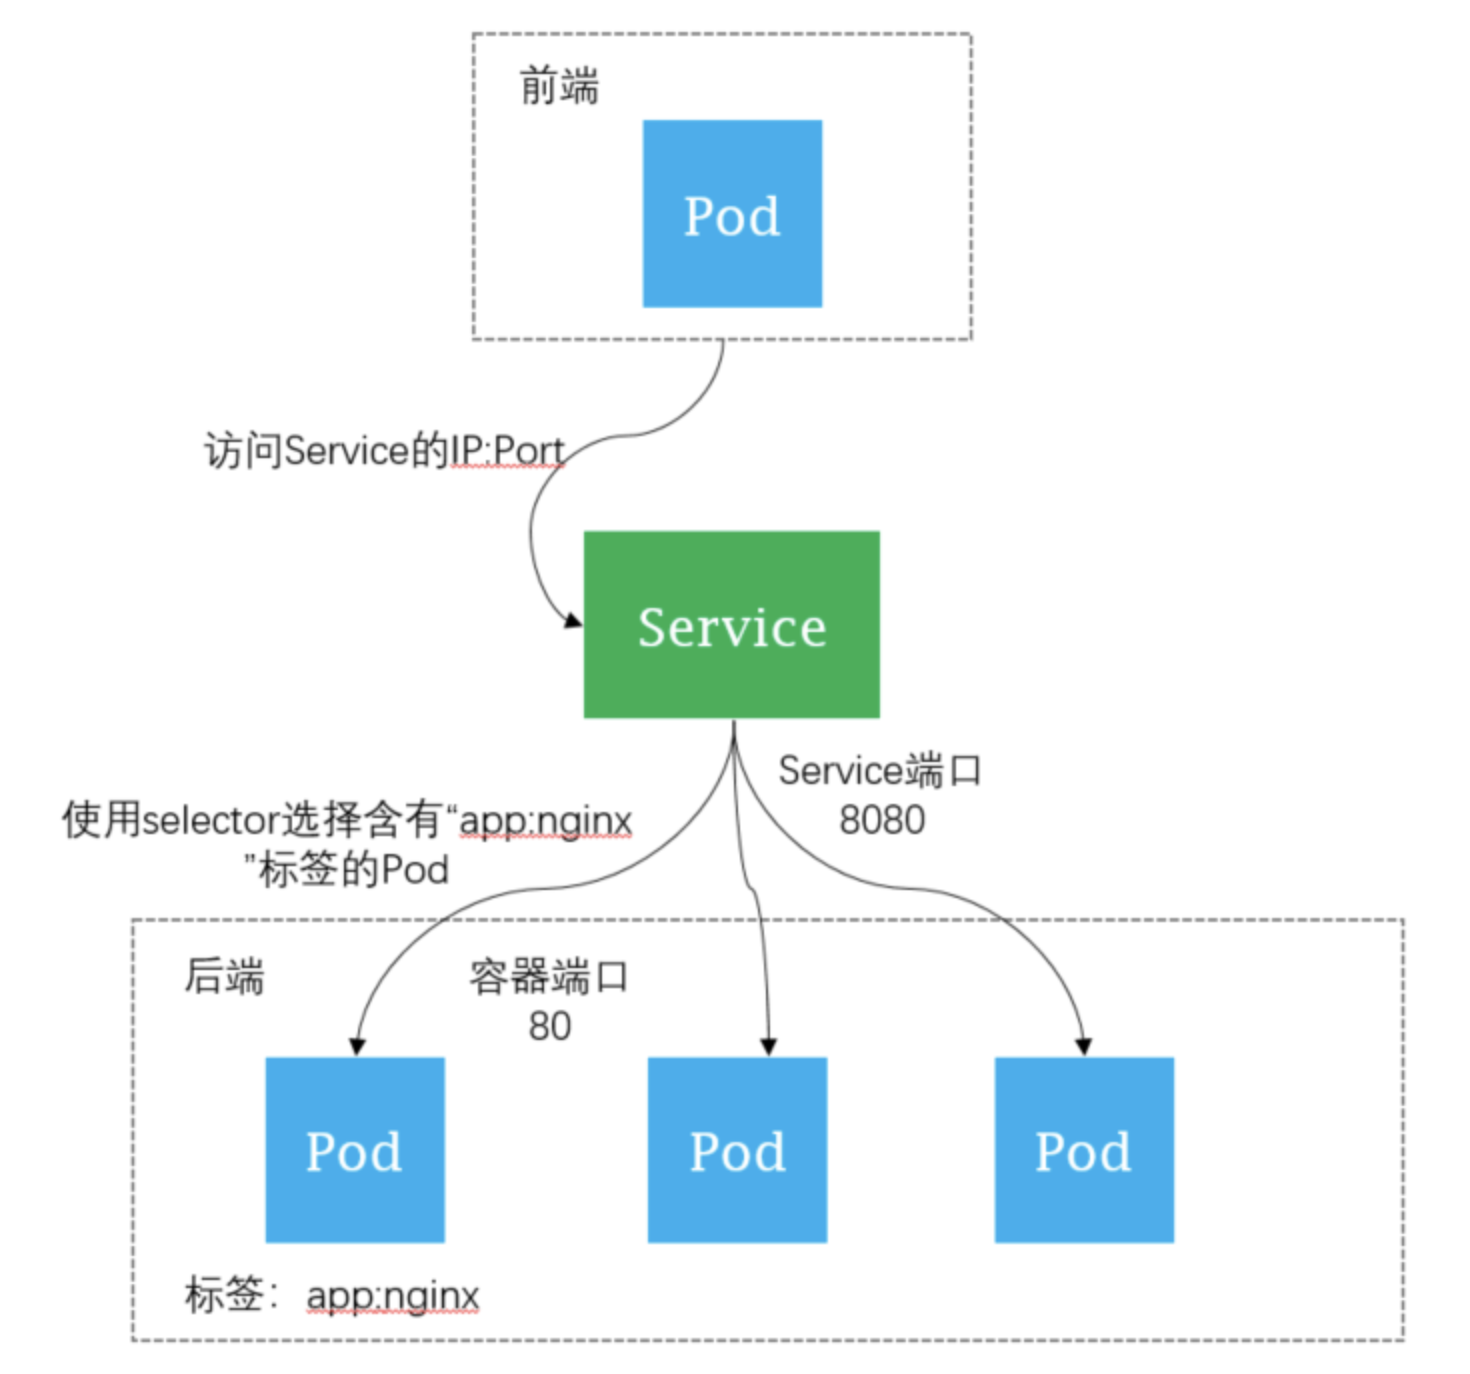 前端
Pod
访问Service的IP:Port
Service
Service端口
8080
使用selector选择含有“app:nginx
”标签的Pod
后端
容器端口
80
Pod
Pod
Pod
标签：app:nginx